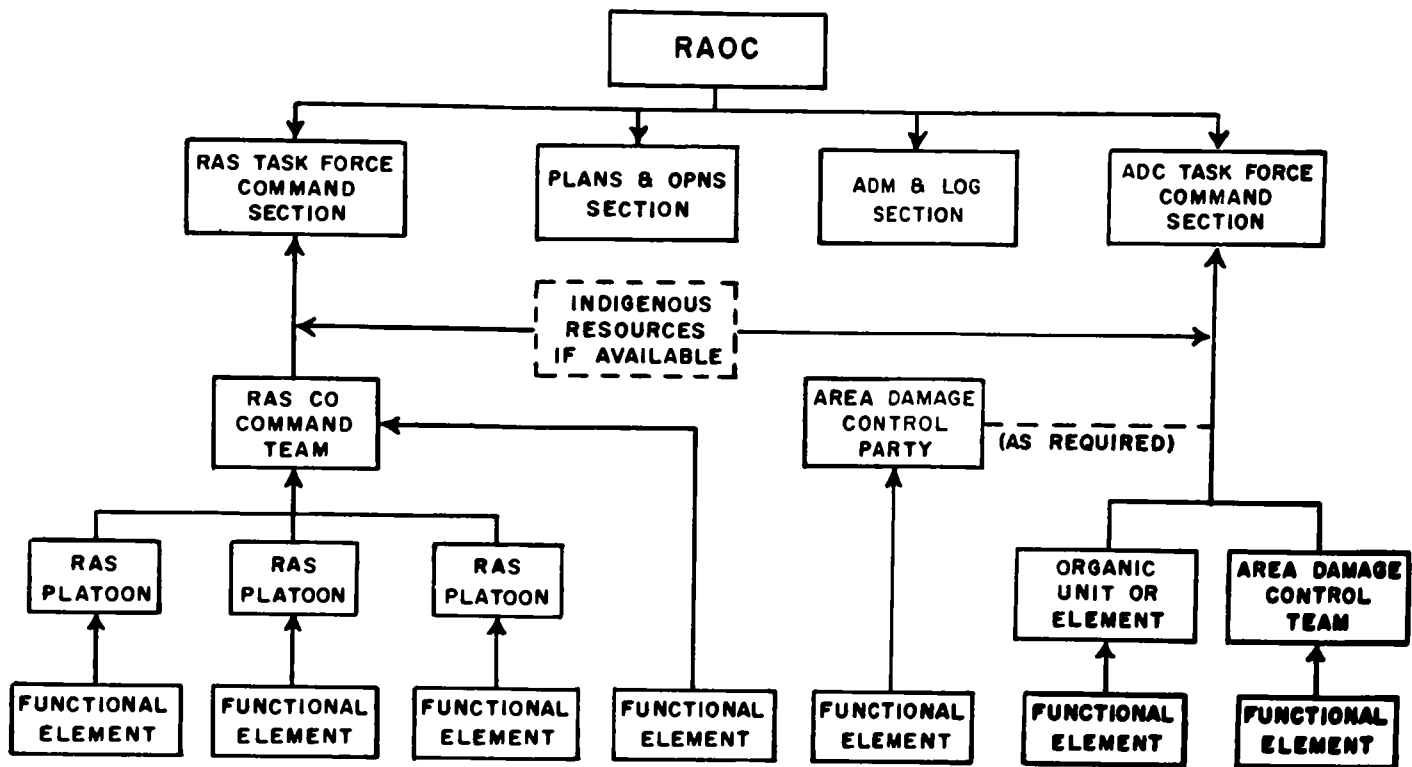 RAOC
RAS TASK FORCE
COMMAND
SECTION
PLANS & OPNS
SECTION
ADM & LOG
SECTION
ADC TASK FORCE
COMMAND
SECTION
INDIGENOUS
RESOURCES
IF AVAILABLE
RAS CO
COMMAND
TEAM
AREA DAMAGE
CONTROL
PARTY
(AS REQUIRED)
RAS
PLATOON
RAS
PLATOON
RAS
PLATOON
ORGANIC
UNIT OR
ELEMENT
AREA DAMAGE
CONTROL
TEAM
FUNCTIONAL
ELEMENT
FUNCTIONAL
ELEMENT
FUNCTIONAL
ELEMENT
FUNCTIONAL
ELEMENT
FUNCTIONAL
ELEMENT
FUNCTIONAL
ELEMENT
FUNCTIONAL
ELEMENT